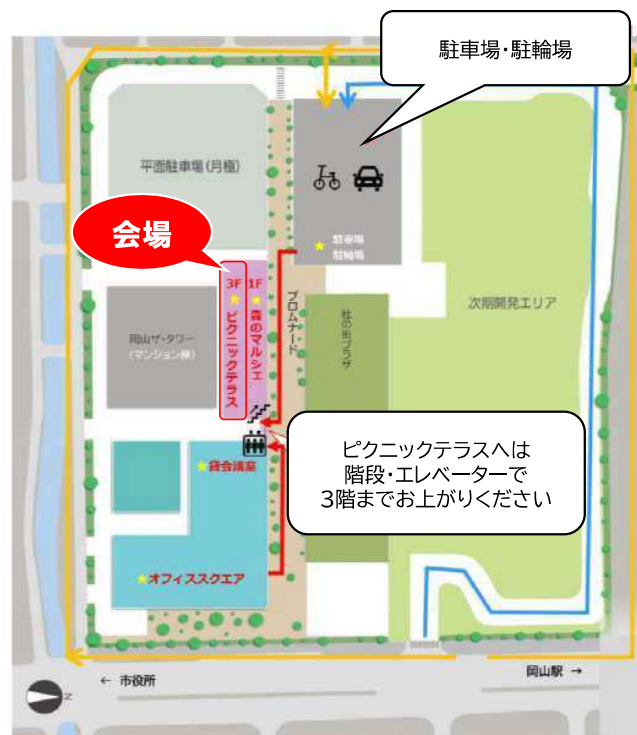 駐車場・駐輪場
平面駐車場(月極)
会場
駐車場
駐輪場
3F
ピクニックテラス
1F
森のマルシェ
プロムナード
杜の街プラザ
次期開発エリア
岡山ザ・タワー
(マンション棟)
貸会議室
ピクニックテラスへは
階段・エレベーターで
3階までお上がりください
オフィススクエア
← 市役所
岡山駅 →
N